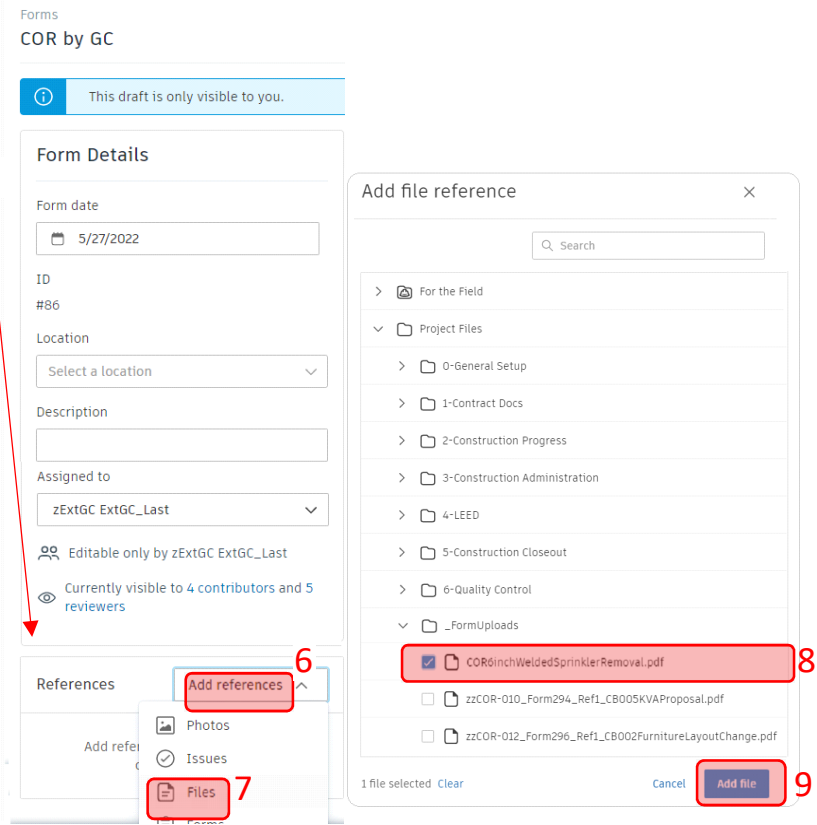 Forms
COR by GC
This draft is only visible to you.
Form Details
Form date
5/27/2022
ID
#86
Location
Select a location
Description
Assigned to
zExtGC ExtGC_Last
Editable only by zExtGC ExtGC_Last
Currently visible to 4 contributors and 5
reviewers
6
References
Add references
Photos
Add refe
Issues
Files
7
Forms
Add file reference
Search
For the Field
Project Files
0-General Setup
1-Contract Docs
2-Construction Progress
3-Construction Administration
4-LEED
5-Construction Closeout
6-Quality Control
_FormUploads
COR6inchWeldedSprinklerRemoval.pdf
8
zzCOR-010_Form294_Ref1_CB005KVAProposal.pdf
zzCOR-012_Form296_Ref1_CB002FurnitureLayoutChange.pdf
1 file selected Clear
Cancel
Add file
9